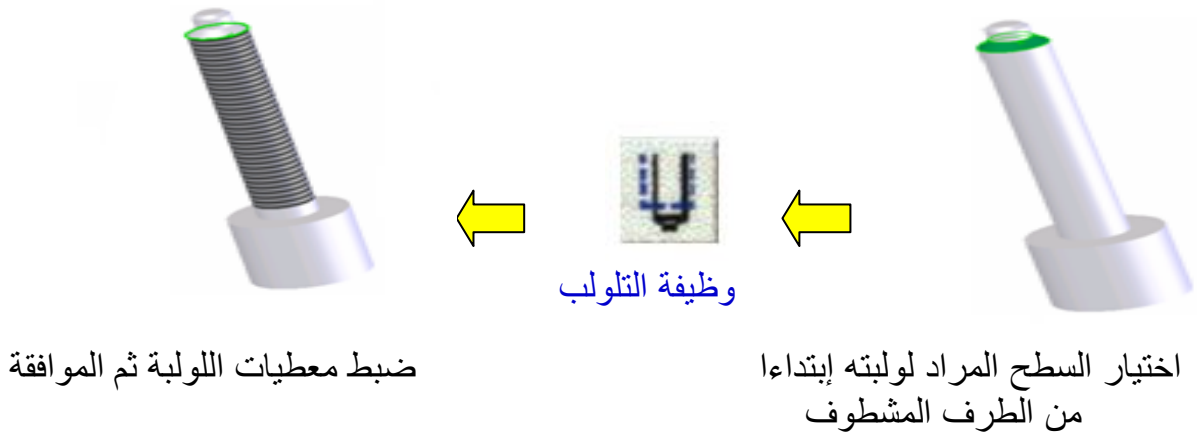 وظيفة التلولب
اختيار السطح المراد لولبته إبتداءا
من الطرف المشطوف
ضبط معطيات اللولبة ثم الموافقة